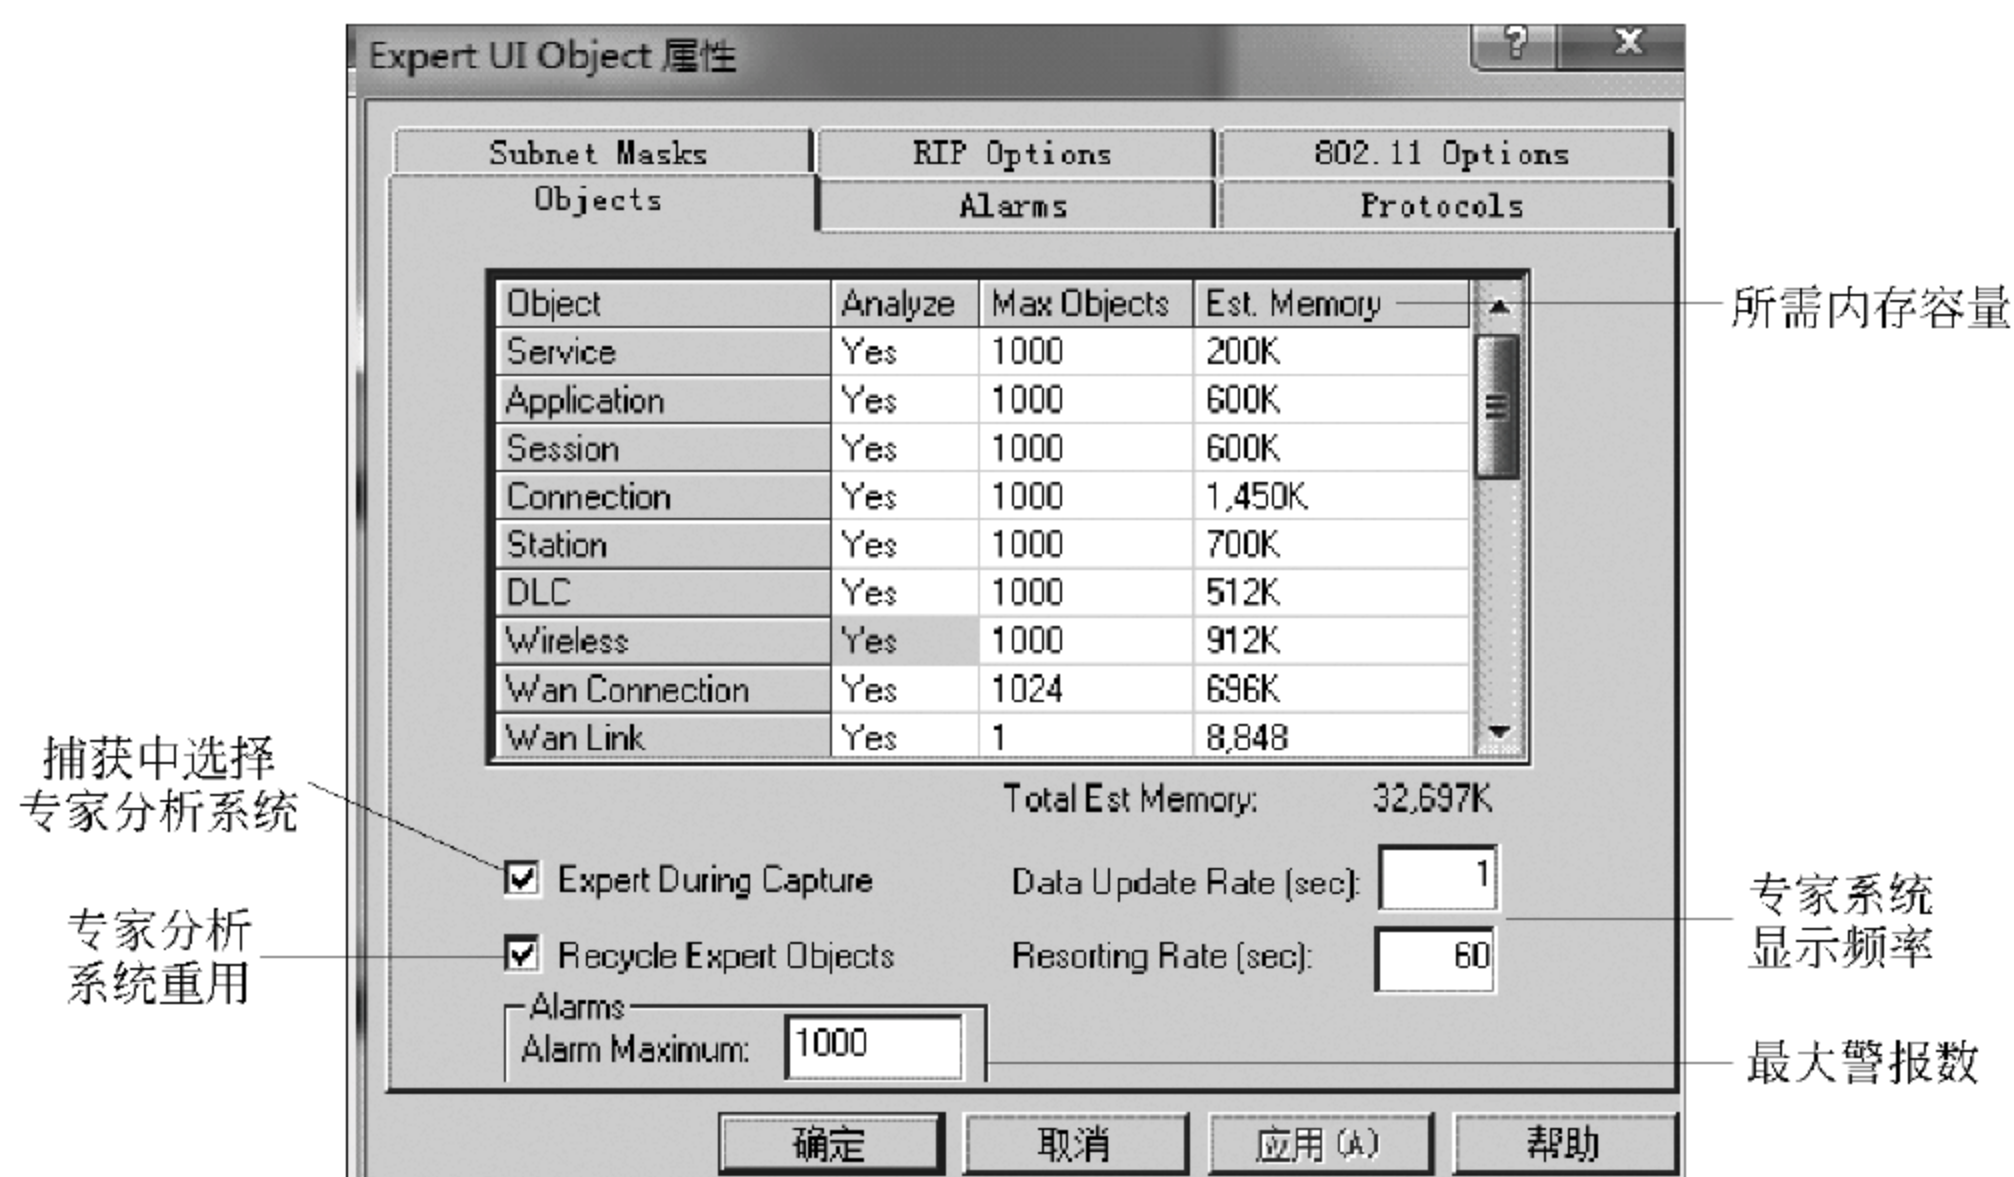 Expert UI Object 属性
? X
Subnet Masks RIP Options 802.11 Options
Objects Alarms Protocols
Object Analyze Max Objects Est. Memory
所需内存容量
Service Yes 1000 200K
Application Yes 1000 600K
Session Yes 1000 600K
Connection Yes 1000 1,450K
Station Yes 1000 700K
DLC Yes 1000 512K
Wireless Yes 1000 912K
Wan Connection Yes 1024 696K
Wan Link Yes 1 8,848
Total Est Memory: 32,697K
捕获中选择
专家分析系统
Expert During Capture
Data Update Rate (sec): 1
专家系统
显示频率
专家分析
系统重用
Recycle Expert Objects
Resorting Rate (sec): 60
Alarms
Alarm Maximum: 1000
最大警报数
确定 取消 应用(A) 帮助